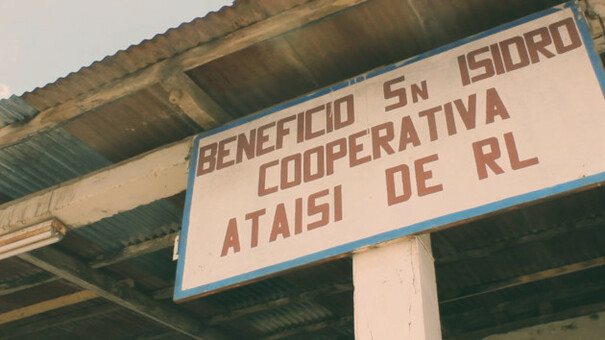 BENEFICIO Sn ISIDRO
COOPERATIVA
ATAISI DE RL